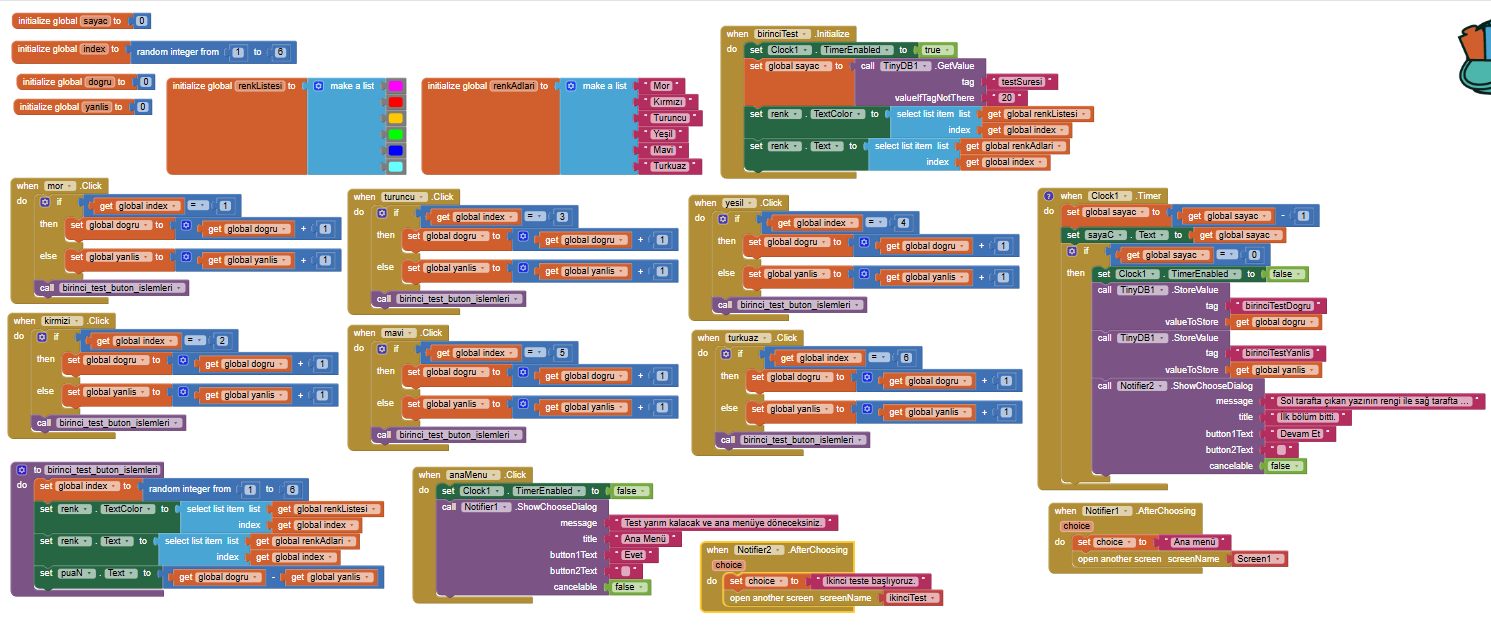 initialize global sayac to 0
initialize global index to random integer from 1 to 6
initialize global dogru to 0
initialize global yanlis to 0
initialize global renkListesi to make a list
initialize global renkAdlari to make a list " Mor "
" Kırmızı "
" Turuncu "
" Yeşil "
" Mavi "
" Turkuaz "
when birinciTest .Initialize
do set Clock1 . TimerEnabled to true
set global sayac to call TinyDB1 .GetValue
tag " testSuresi "
valueIfTagNotThere " 20 "
set renk . TextColor to select list item list get global renkListesi
index get global index
set renk . Text to select list item list get global renkAdlari
index get global index
when mor .Click
do if get global index = 1
then set global dogru to get global dogru + 1
else set global yanlis to get global yanlis + 1
call birinci_test_buton_islemleri
when turuncu .Click
do if get global index = 3
then set global dogru to get global dogru + 1
else set global yanlis to get global yanlis + 1
call birinci_test_buton_islemleri
when yesil .Click
do if get global index = 4
then set global dogru to get global dogru + 1
else set global yanlis to get global yanlis + 1
call birinci_test_buton_islemleri
when Clock1 .Timer
do set global sayac to get global sayac - 1
set sayaC . Text to get global sayac
if get global sayac = 0
then set Clock1 . TimerEnabled to false
call TinyDB1 .StoreValue
tag " birinciTestDogru "
valueToStore get global dogru
call TinyDB1 .StoreValue
tag " birinciTestYanlis "
valueToStore get global yanlis
call Notifier2 .ShowChooseDialog
message " Sol tarafta çıkan yazının rengi ile sağ tarafta ... "
title " İlk bölüm bitti. "
button1Text " Devam Et "
button2Text " "
cancelable false
when kirmizi .Click
do if get global index = 2
then set global dogru to get global dogru + 1
else set global yanlis to get global yanlis + 1
call birinci_test_buton_islemleri
when mavi .Click
do if get global index = 5
then set global dogru to get global dogru + 1
else set global yanlis to get global yanlis + 1
call birinci_test_buton_islemleri
when turkuaz .Click
do if get global index = 6
then set global dogru to get global dogru + 1
else set global yanlis to get global yanlis + 1
call birinci_test_buton_islemleri
to birinci_test_buton_islemleri
do set global index to random integer from 1 to 6
set renk . TextColor to select list item list get global renkListesi
index get global index
set renk . Text to select list item list get global renkAdlari
index get global index
set puaN . Text to get global dogru - get global yanlis
when anaMenu .Click
do set Clock1 . TimerEnabled to false
call Notifier1 .ShowChooseDialog
message " Test yarım kalacak ve ana menüye döneceksiniz. "
title " Ana Menü "
button1Text " Evet "
button2Text " "
cancelable false
when Notifier2 .AfterChoosing
choice
do set choice to " İkinci teste başlıyoruz. "
open another screen screenName ikinciTest
when Notifier1 .AfterChoosing
choice
do set choice to " Ana menü "
open another screen screenName Screen1